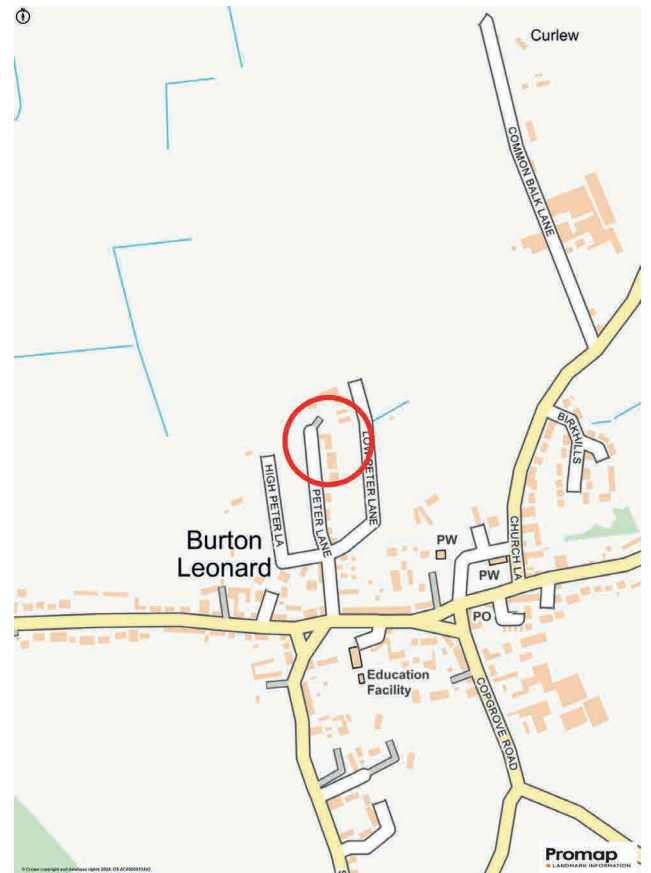 Curlew
COMMON BALK LANE
BIRKHILLS
LOW PETER LANE
HIGH PETER LA
PETER LANE
Burton
Leonard
PW
CHURCH LA
PW
PO
Education
Facility
COPGROVE ROAD
Promap
LANDMARK INFORMATION